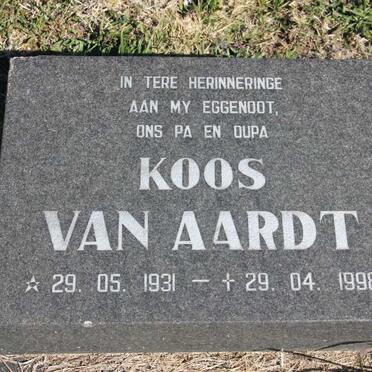 IN TERE HERINNERINGE
AAN MY EGGENOOT,
ONS PA EN OUPA
KOOS
VAN AARDT
☆ 29. 05. 1931 — ✝ 29. 04. 1998